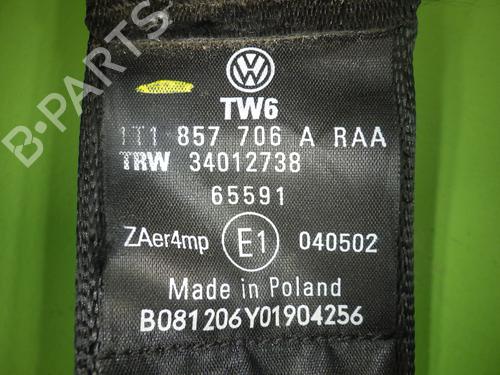 B-PARTS
TW6
1T1 857 706 A RAA
TRW 34012738
65591
ZAer4mp E1 040502
Made in Poland
B081206Y01904256